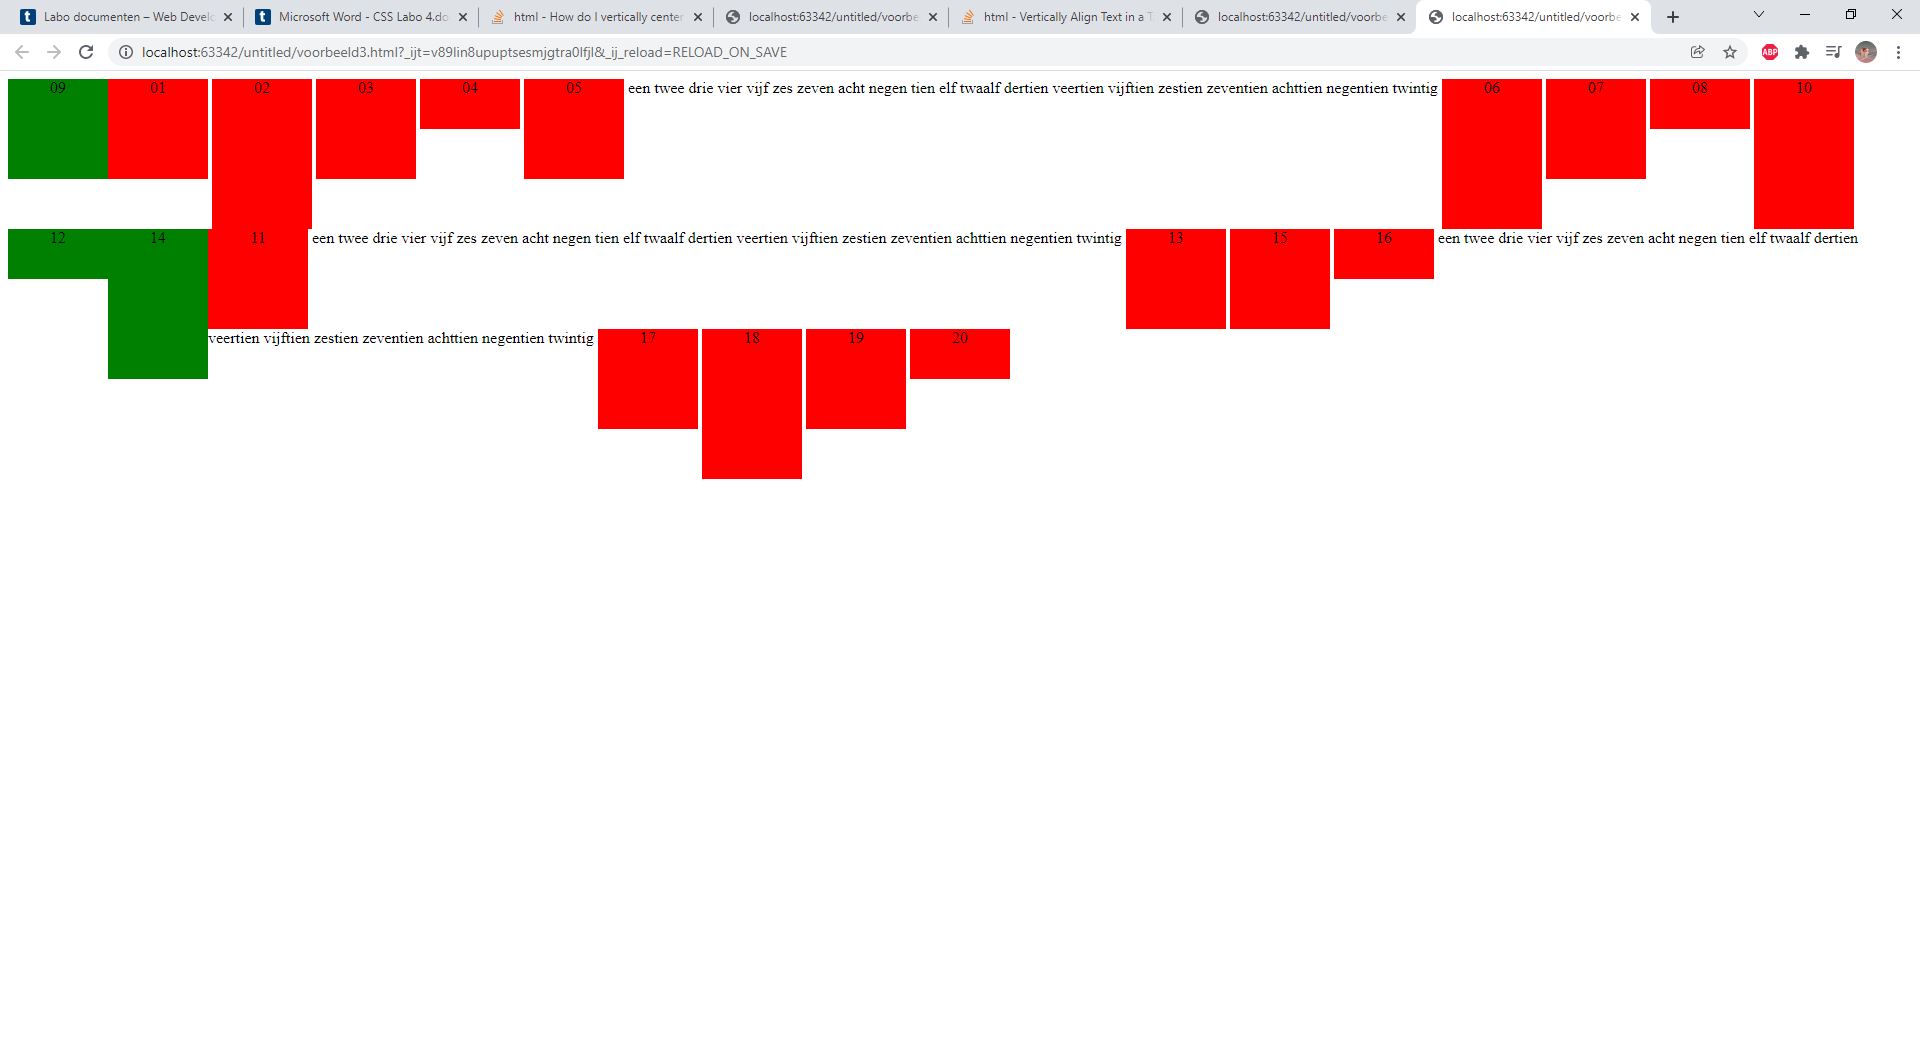 Labo documenten – Web Develo
Microsoft Word - CSS Labo 4.do
html - How do I vertically center
localhost:63342/untitled/voorbe
html - Vertically Align Text in a T
localhost:63342/untitled/voorbe
localhost:63342/untitled/voorbe
localhost:63342/untitled/voorbeeld3.html?_ijt=v89lin8upuptsesmjgtra0lfjl&_ij_reload=RELOAD_ON_SAVE
ABP
09 01 02 03 04 05 een twee drie vier vijf zes zeven acht negen tien elf twaalf dertien veertien vijftien zestien zeventien achttien negentien twintig 06 07 08 10
12 14 11 een twee drie vier vijf zes zeven acht negen tien elf twaalf dertien veertien vijftien zestien zeventien achttien negentien twintig 13 15 16 een twee drie vier vijf zes zeven acht negen tien elf twaalf dertien
veertien vijftien zestien zeventien achttien negentien twintig 17 18 19 20